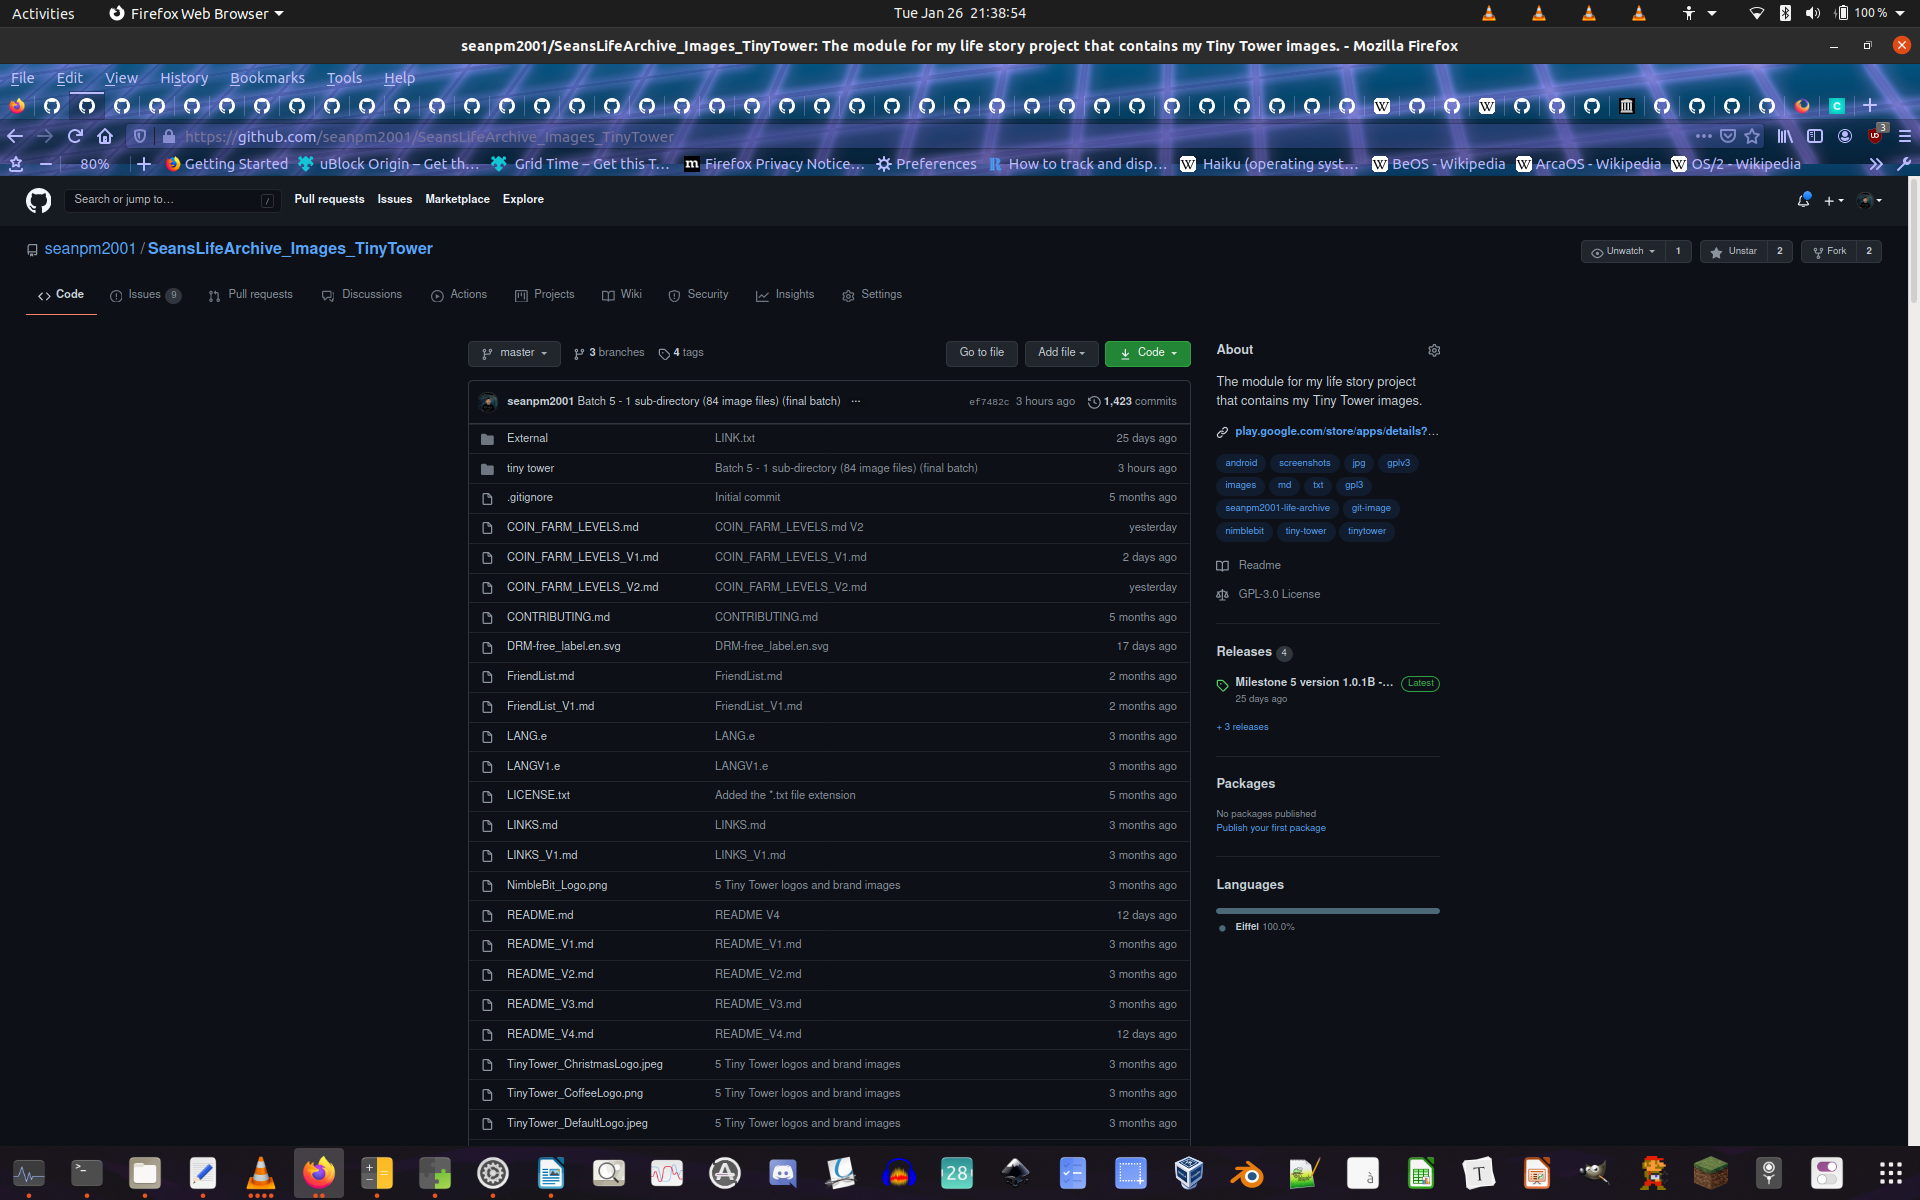 Activities Firefox Web Browser Tue Jan 26 21:38:54 100 %
seanpm2001/SeansLifeArchive_Images_TinyTower: The module for my life story project that contains my Tiny Tower images. - Mozilla Firefox
File Edit View History Bookmarks Tools Help
https://github.com/seanpm2001/SeansLifeArchive_Images_TinyTower 3
80% Getting Started uBlock Origin – Get th… Grid Time – Get this T… Firefox Privacy Notice… Preferences How to track and disp… Haiku (operating syst… BeOS - Wikipedia ArcaOS - Wikipedia OS/2 - Wikipedia
Search or jump to… / Pull requests Issues Marketplace Explore
seanpm2001 / SeansLifeArchive_Images_TinyTower Unwatch 1 Unstar 2 Fork 2
Code Issues 9 Pull requests Discussions Actions Projects Wiki Security Insights Settings
master 3 branches 4 tags Go to file Add file Code
seanpm2001 Batch 5 - 1 sub-directory (84 image files) (final batch) ... ef7482c 3 hours ago 1,423 commits
External LINK.txt 25 days ago
tiny tower Batch 5 - 1 sub-directory (84 image files) (final batch) 3 hours ago
.gitignore Initial commit 5 months ago
COIN_FARM_LEVELS.md COIN_FARM_LEVELS.md V2 yesterday
COIN_FARM_LEVELS_V1.md COIN_FARM_LEVELS_V1.md 2 days ago
COIN_FARM_LEVELS_V2.md COIN_FARM_LEVELS_V2.md yesterday
CONTRIBUTING.md CONTRIBUTING.md 5 months ago
DRM-free_label.en.svg DRM-free_label.en.svg 17 days ago
FriendList.md FriendList.md 2 months ago
FriendList_V1.md FriendList_V1.md 2 months ago
LANG.e LANG.e 3 months ago
LANGV1.e LANGV1.e 3 months ago
LICENSE.txt Added the *.txt file extension 5 months ago
LINKS.md LINKS.md 3 months ago
LINKS_V1.md LINKS_V1.md 3 months ago
NimbleBit_Logo.png 5 Tiny Tower logos and brand images 3 months ago
README.md README V4 12 days ago
README_V1.md README_V1.md 3 months ago
README_V2.md README_V2.md 3 months ago
README_V3.md README_V3.md 3 months ago
README_V4.md README_V4.md 12 days ago
TinyTower_ChristmasLogo.jpeg 5 Tiny Tower logos and brand images 3 months ago
TinyTower_CoffeeLogo.png 5 Tiny Tower logos and brand images 3 months ago
TinyTower_DefaultLogo.jpeg 5 Tiny Tower logos and brand images 3 months ago
About
The module for my life story project
that contains my Tiny Tower images.
play.google.com/store/apps/details?…
android screenshots jpg gplv3
images md txt gpl3
seanpm2001-life-archive git-image
nimblebit tiny-tower tinytower
Readme
GPL-3.0 License
Releases 4
Milestone 5 version 1.0.1B -… Latest
25 days ago
+ 3 releases
Packages
No packages published
Publish your first package
Languages
Eiffel 100.0%
28